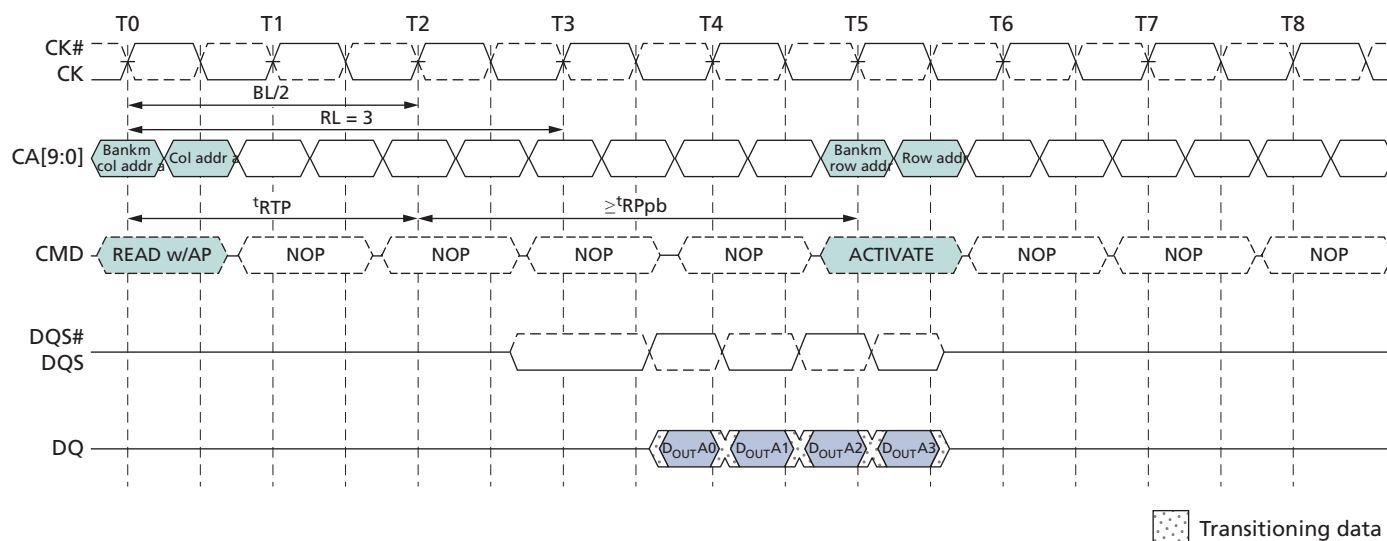 T0 T1 T2 T3 T4 T5 T6 T7 T8
CK#
CK
BL/2
RL = 3
CA[9:0]
Bankm
col addr a
Col addr a
Bankm
row addr
Row addr
tRTP
≥tRPpb
CMD
READ w/AP NOP NOP NOP NOP ACTIVATE NOP NOP NOP
DQS#
DQS
DQ
DOUTA0 DOUTA1 DOUTA2 DOUTA3
Transitioning data